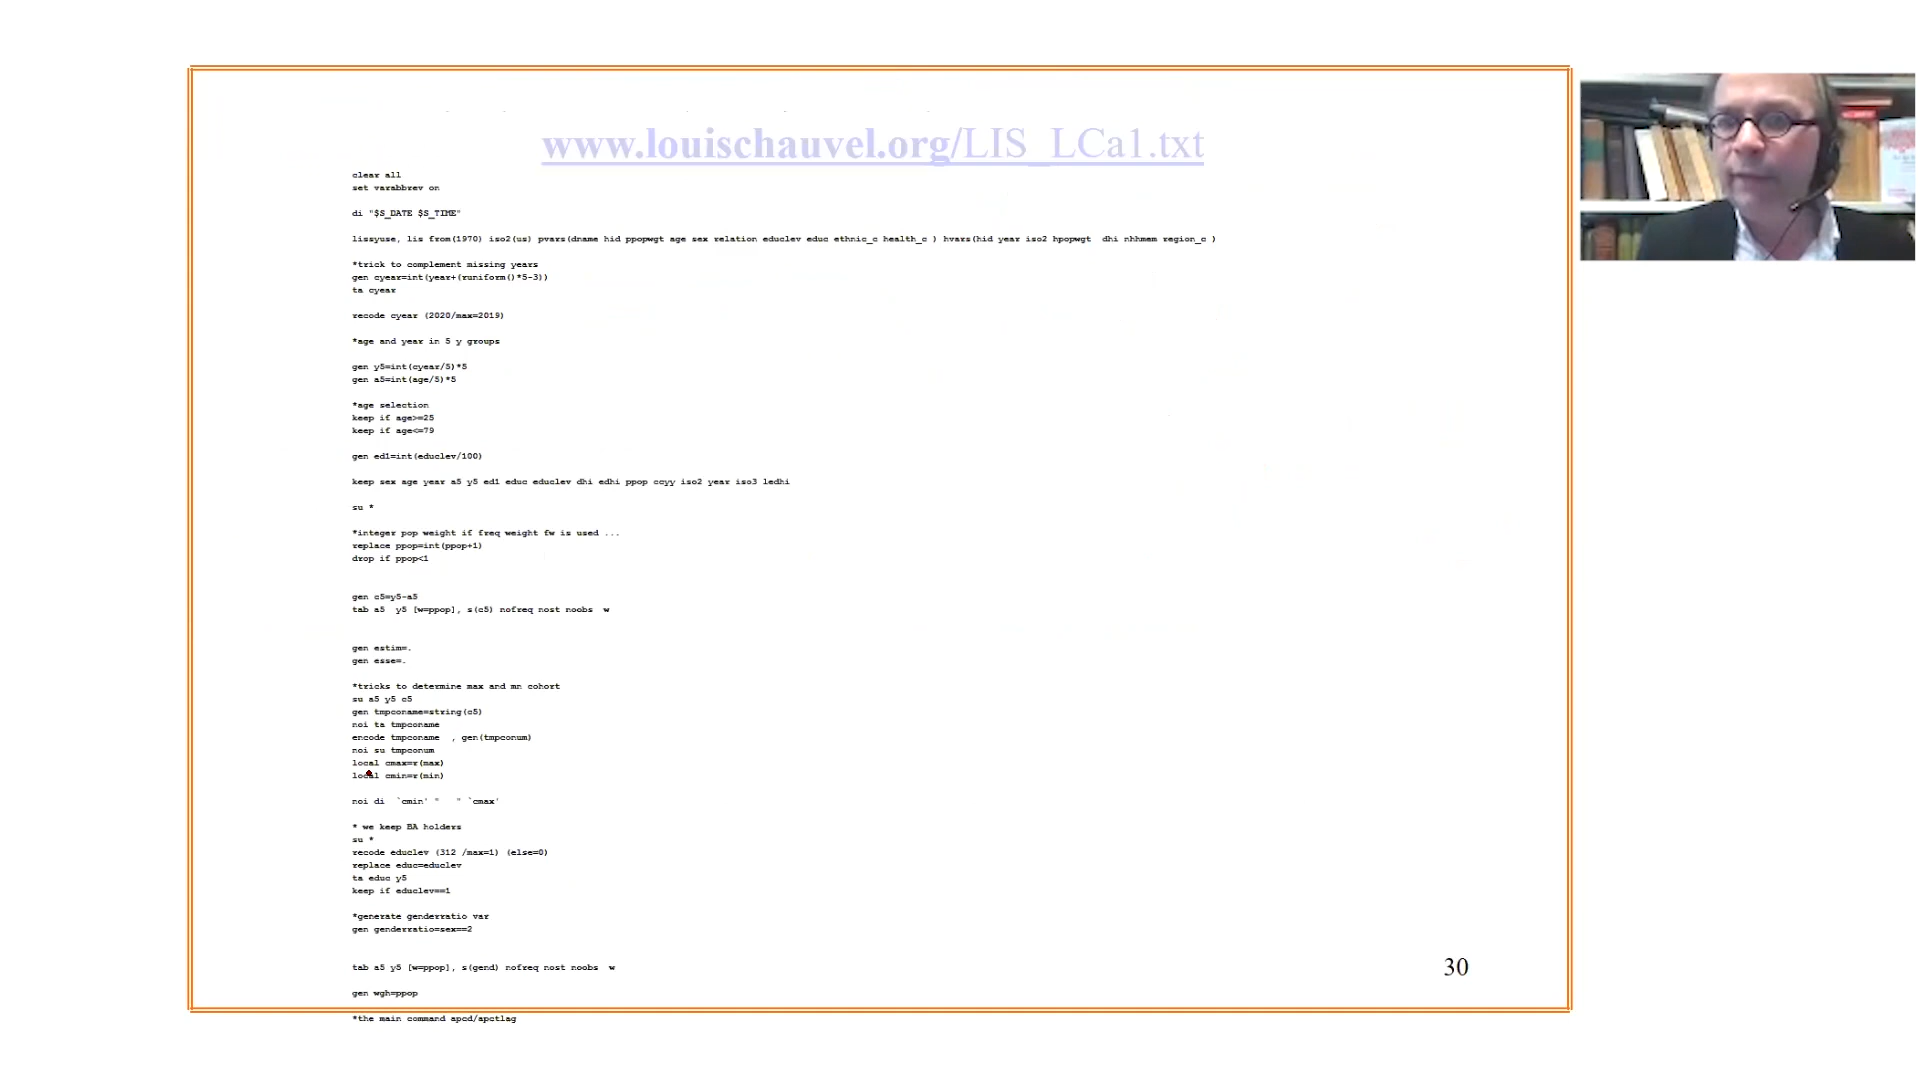 www.louischauvel.org/LIS_LCa1.txt
clear all
set varabbrev on
di "$S_DATE $S_TIME"
lissyuse, lis from(1970) iso2(us) pvars(dname hid ppopwgt age sex relation educlev educ ethnic_c health_c ) hvars(hid year iso2 hpopwgt  dhi nhhmem region_c )
*trick to complement missing years
gen cyear=int(year+(runiform()*5-3))
ta cyear
recode cyear (2020/max=2019)
*age and year in 5 y groups
gen y5=int(cyear/5)*5
gen a5=int(age/5)*5
*age selection
keep if age>=25
keep if age<=79
gen ed1=int(educlev/100)
keep sex age year a5 y5 ed1 educ educlev dhi edhi ppop ccyy iso2 year iso3 ledhi
su *
*integer pop weight if freq weight fw is used ...
replace ppop=int(ppop+1)
drop if ppop<1
gen c5=y5-a5
tab a5  y5 [w=ppop], s(c5) nofreq nost noobs  w
gen estim=.
gen esse=.
*tricks to determine max and mn cohort
su a5 y5 c5
gen tmpconame=string(c5)
noi ta tmpconame
encode tmpconame  , gen(tmpconum)
noi su tmpconum
local cmax=r(max)
local cmin=r(min)
noi di  `cmin' "   " `cmax'
* we keep BA holders
su *
recode educlev (312 /max=1) (else=0)
replace educ=educlev
ta educ y5
keep if educlev==1
*generate genderratio var
gen genderratio=sex==2
tab a5 y5 [w=ppop], s(gend) nofreq nost noobs  w
30
gen wgh=ppop
*the main command apcd/apctlag